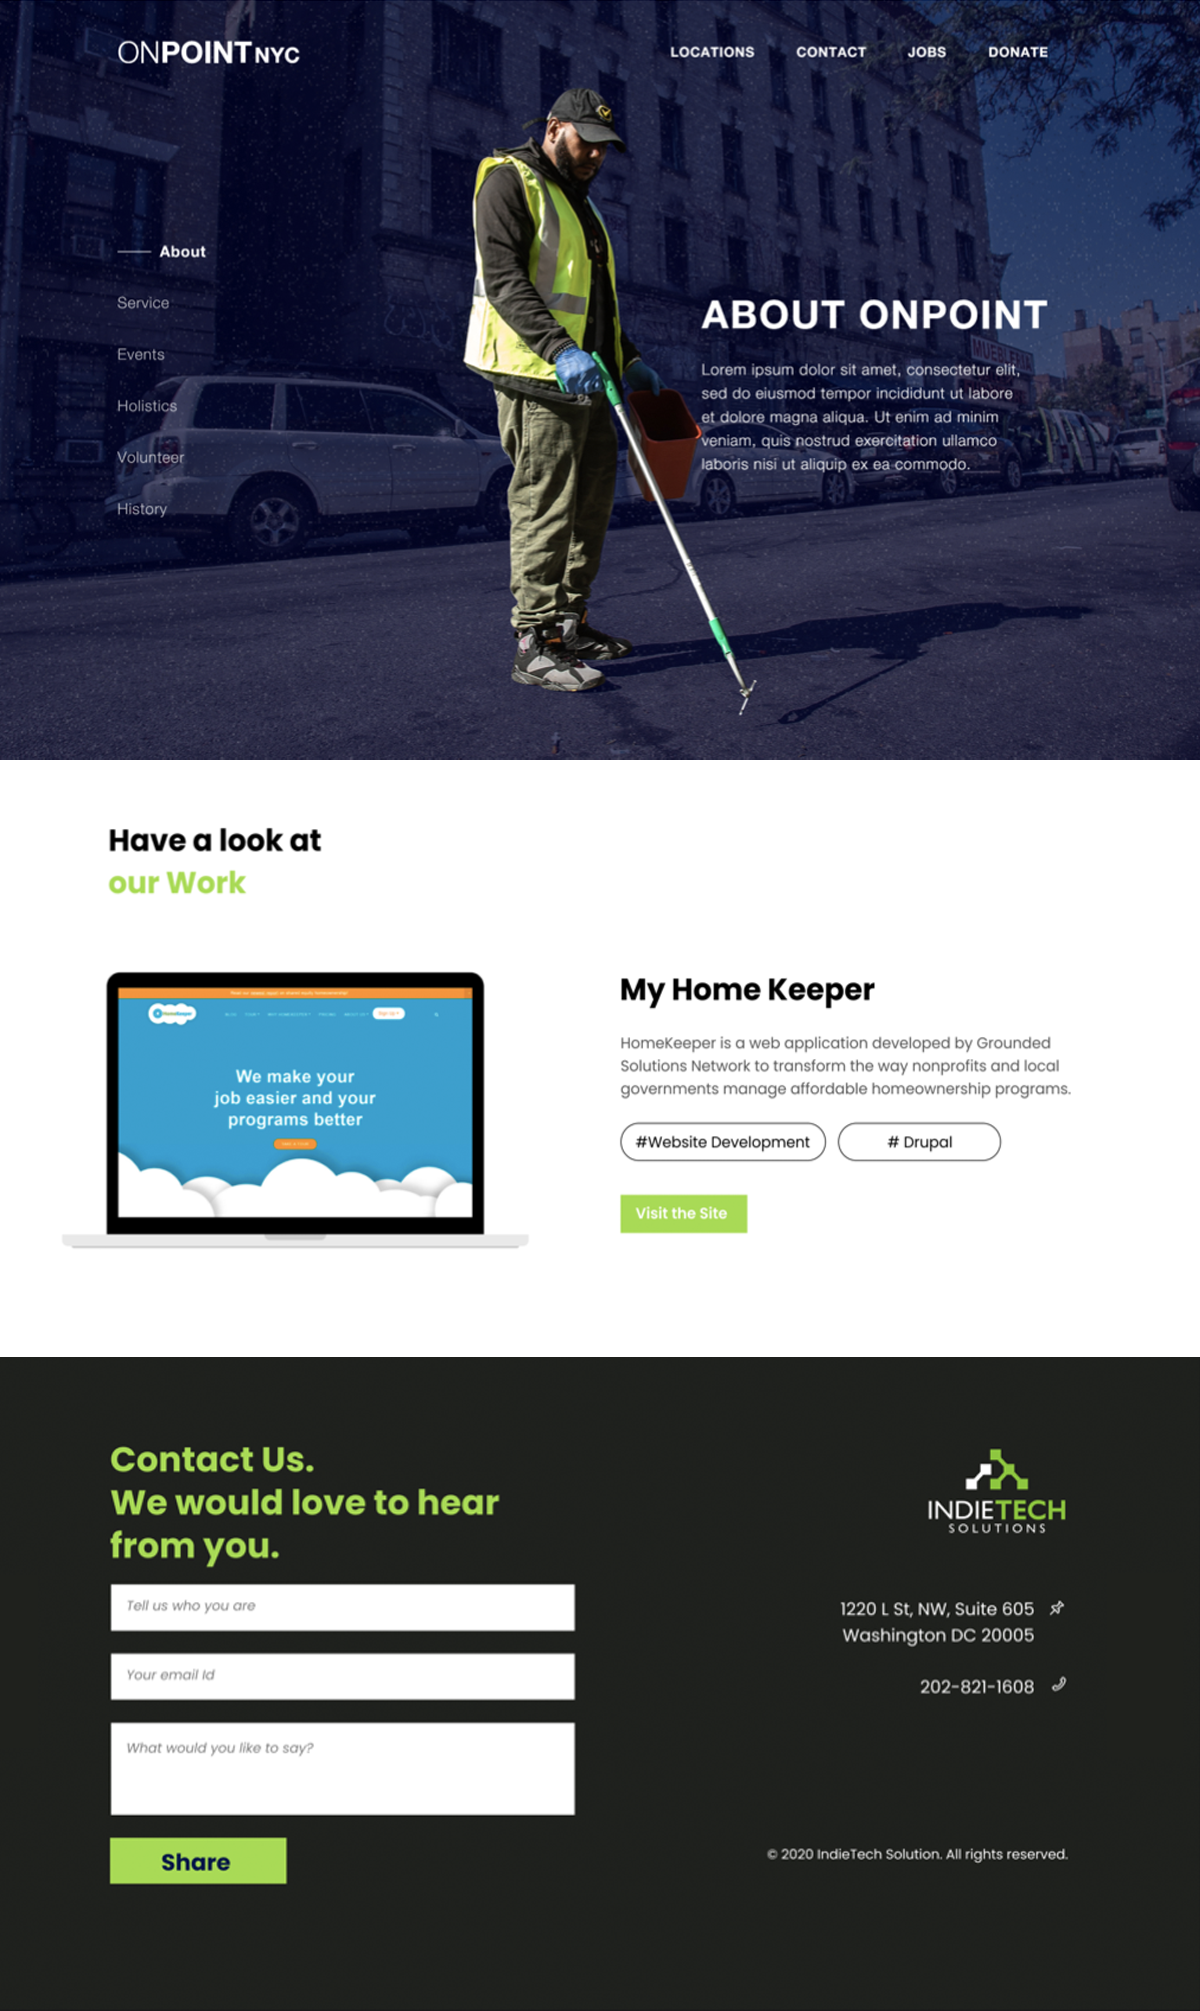 ONPOINT NYC
LOCATIONS CONTACT JOBS DONATE
About
Service
Events
Holistics
Volunteer
History
MUEBLERIA
ABOUT ONPOINT
Lorem ipsum dolor sit amet, consectetur elit,
sed do eiusmod tempor incididunt ut labore
et dolore magna aliqua. Ut enim ad minim
veniam, quis nostrud exercitation ullamco
laboris nisi ut aliquip ex ea commodo.
Have a look at
our Work
HomeKeeper
We make your
job easier and your
programs better
My Home Keeper
HomeKeeper is a web application developed by Grounded
Solutions Network to transform the way nonprofits and local
governments manage affordable homeownership programs.
#Website Development
# Drupal
Visit the Site
Contact Us.
We would love to hear
from you.
Tell us who you are
Your email Id
What would you like to say?
Share
INDIETECH
SOLUTIONS
1220 L St, NW, Suite 605
Washington DC 20005
202-821-1608
© 2020 IndieTech Solution. All rights reserved.